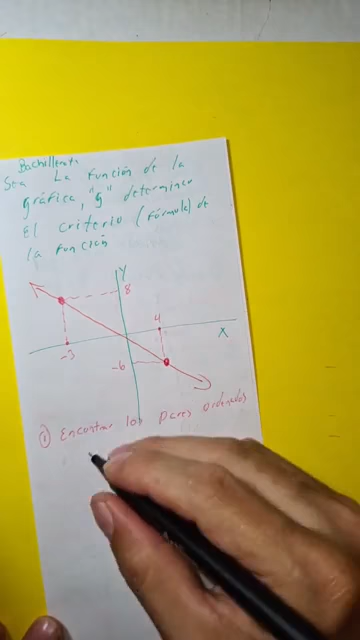 Bachillerato
Sea La función de la
gráfica, "g" determine
El criterio (fórmula) de
la función
Y
8
4
X
-3
-6
① Encontrar los pares ordenados